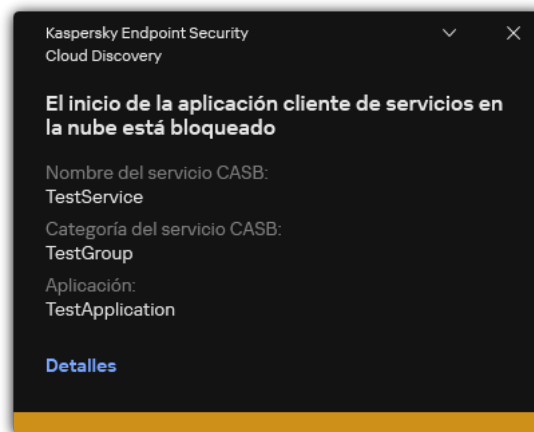 Kaspersky Endpoint Security
Cloud Discovery
El inicio de la aplicación cliente de servicios en
la nube está bloqueado
Nombre del servicio CASB:
TestService
Categoría del servicio CASB:
TestGroup
Aplicación:
TestApplication
Detalles